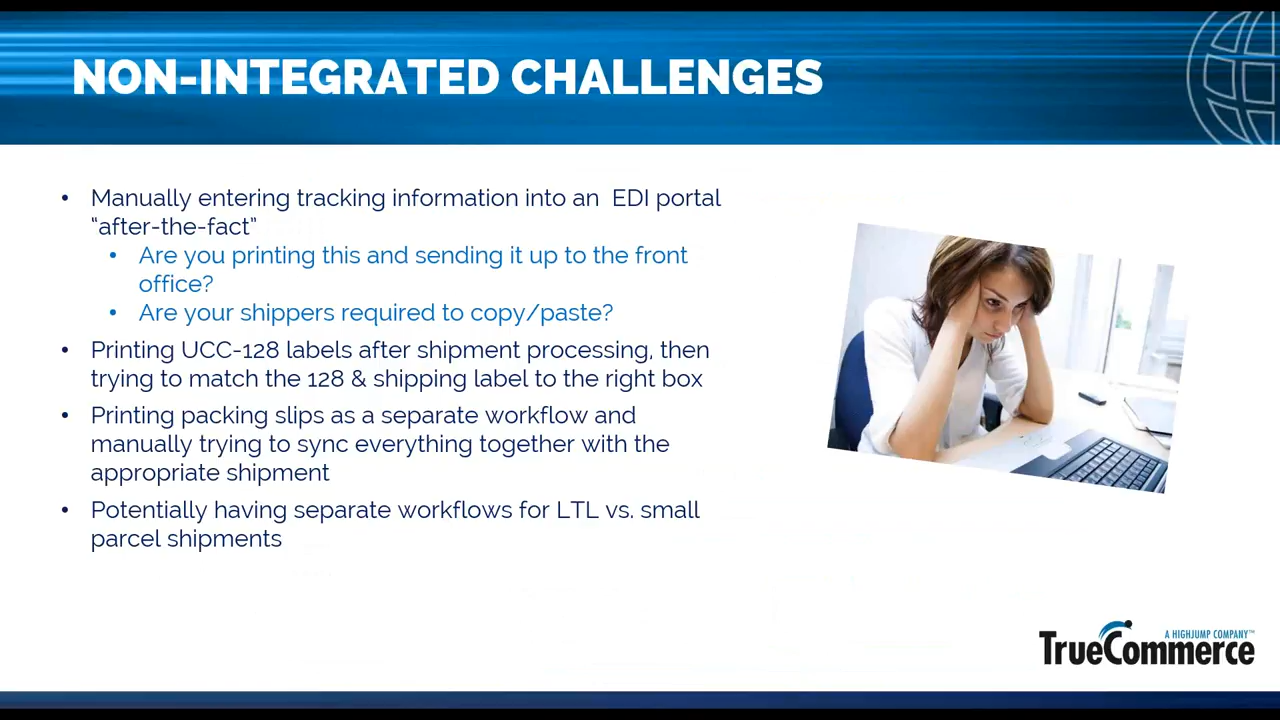 NON-INTEGRATED CHALLENGES
• Manually entering tracking information into an EDI portal
“after-the-fact”
• Are you printing this and sending it up to the front
office?
• Are your shippers required to copy/paste?
• Printing UCC-128 labels after shipment processing, then
trying to match the 128 & shipping label to the right box
• Printing packing slips as a separate workflow and
manually trying to sync everything together with the
appropriate shipment
• Potentially having separate workflows for LTL vs. small
parcel shipments
A HIGHJUMP COMPANY™
TrueCommerce